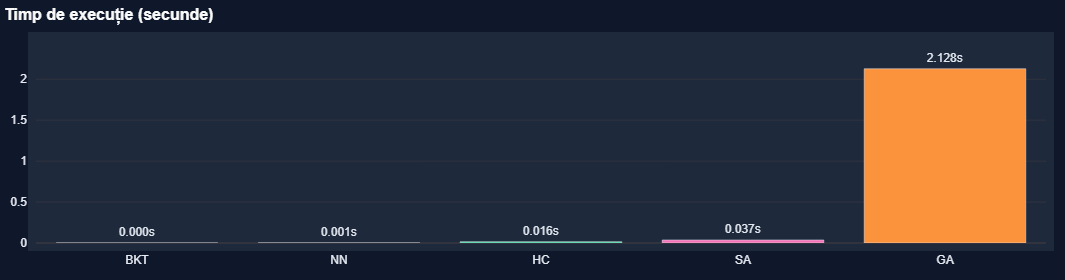 Timp de execuție (secunde)
2.128s
2
1.5
1
0.5
0.000s 0.001s 0.016s 0.037s
0
BKT NN HC SA GA